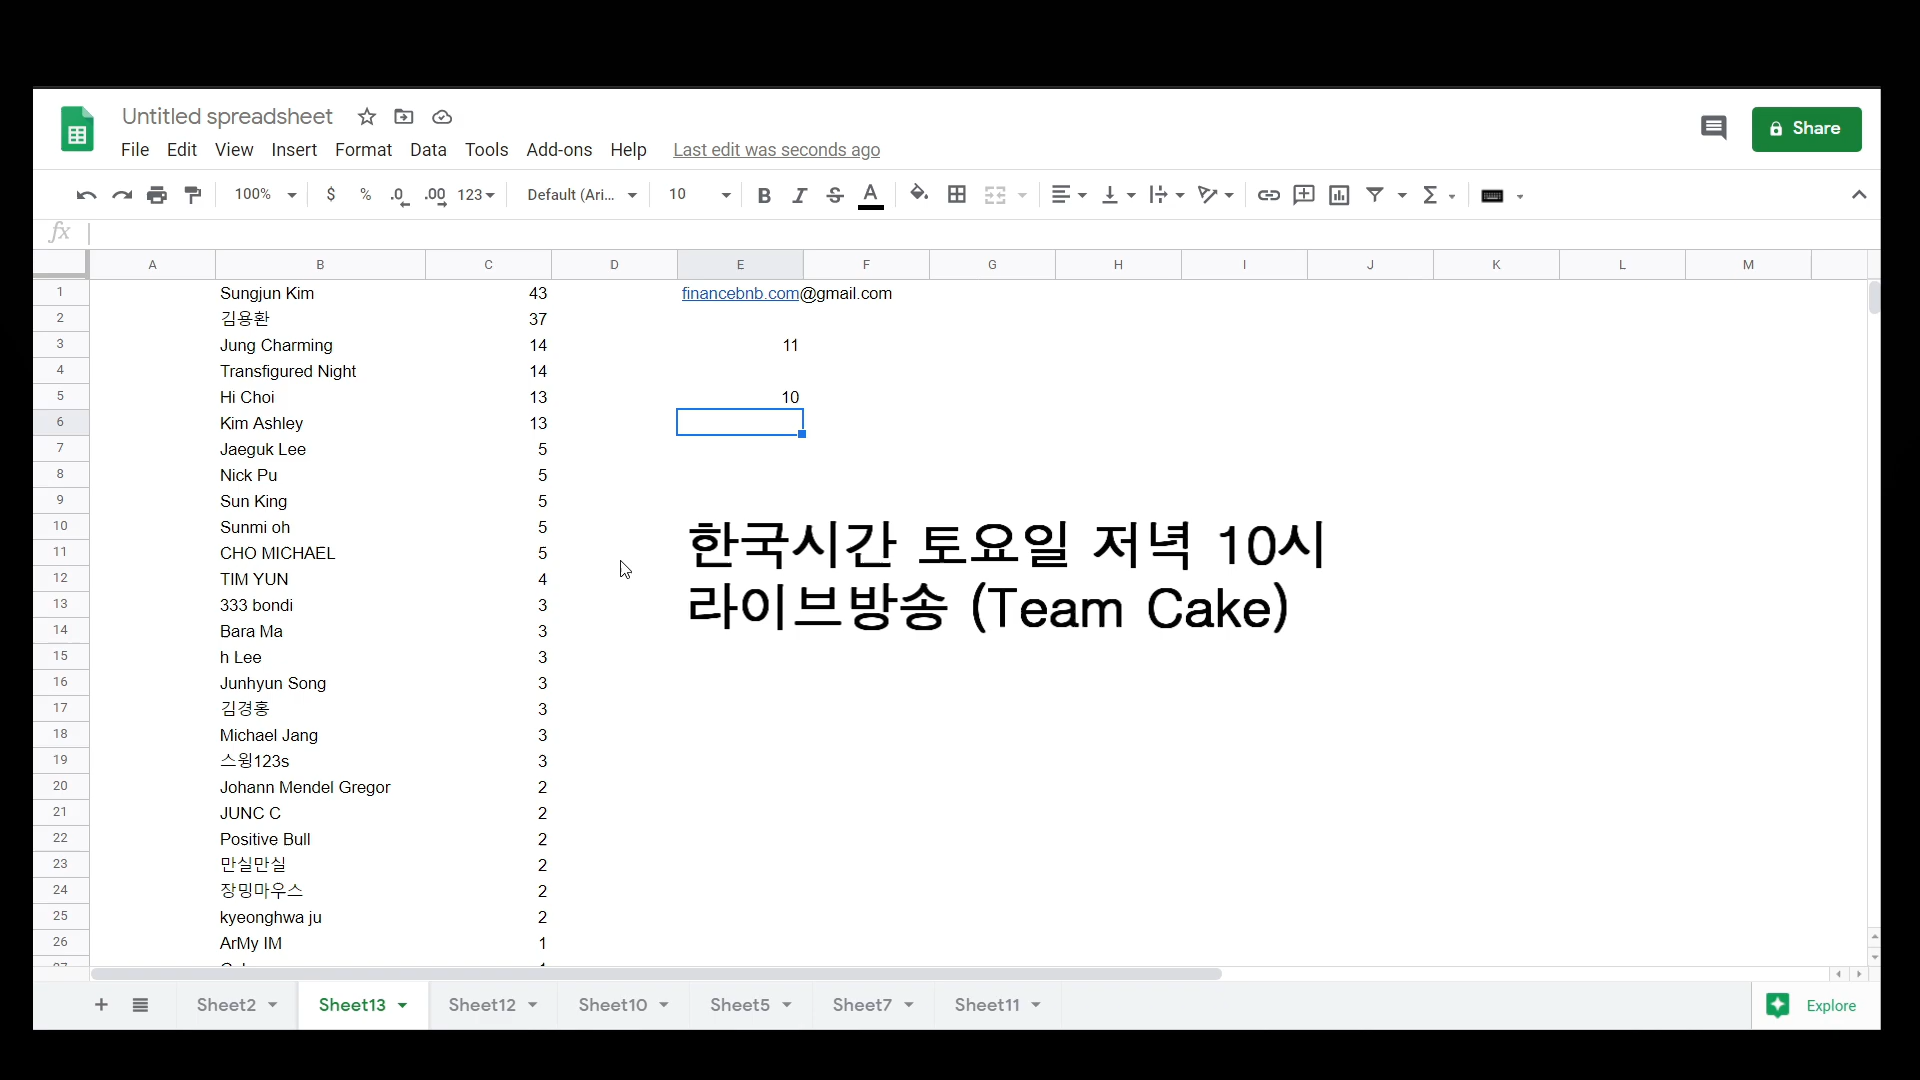 Untitled spreadsheet
File Edit View Insert Format Data Tools Add-ons Help Last edit was seconds ago
Share
100% $ % .0 .00 123 Default (Ari... 10 B I S A
fx
A B C D E F G H I J K L M
1 Sungjun Kim 43 financebnb.com@gmail.com
2 김용환 37
3 Jung Charming 14 11
4 Transfigured Night 14
5 Hi Choi 13 10
6 Kim Ashley 13
7 Jaeguk Lee 5
8 Nick Pu 5
9 Sun King 5
10 Sunmi oh 5
11 CHO MICHAEL 5
12 TIM YUN 4
13 333 bondi 3
14 Bara Ma 3
15 h Lee 3
16 Junhyun Song 3
17 김경홍 3
18 Michael Jang 3
19 스윙123s 3
20 Johann Mendel Gregor 2
21 JUNC C 2
22 Positive Bull 2
23 만실만실 2
24 장밍마우스 2
25 kyeonghwa ju 2
26 ArMy IM 1
한국시간 토요일 저녁 10시
라이브방송 (Team Cake)
Sheet2 Sheet13 Sheet12 Sheet10 Sheet5 Sheet7 Sheet11 Explore